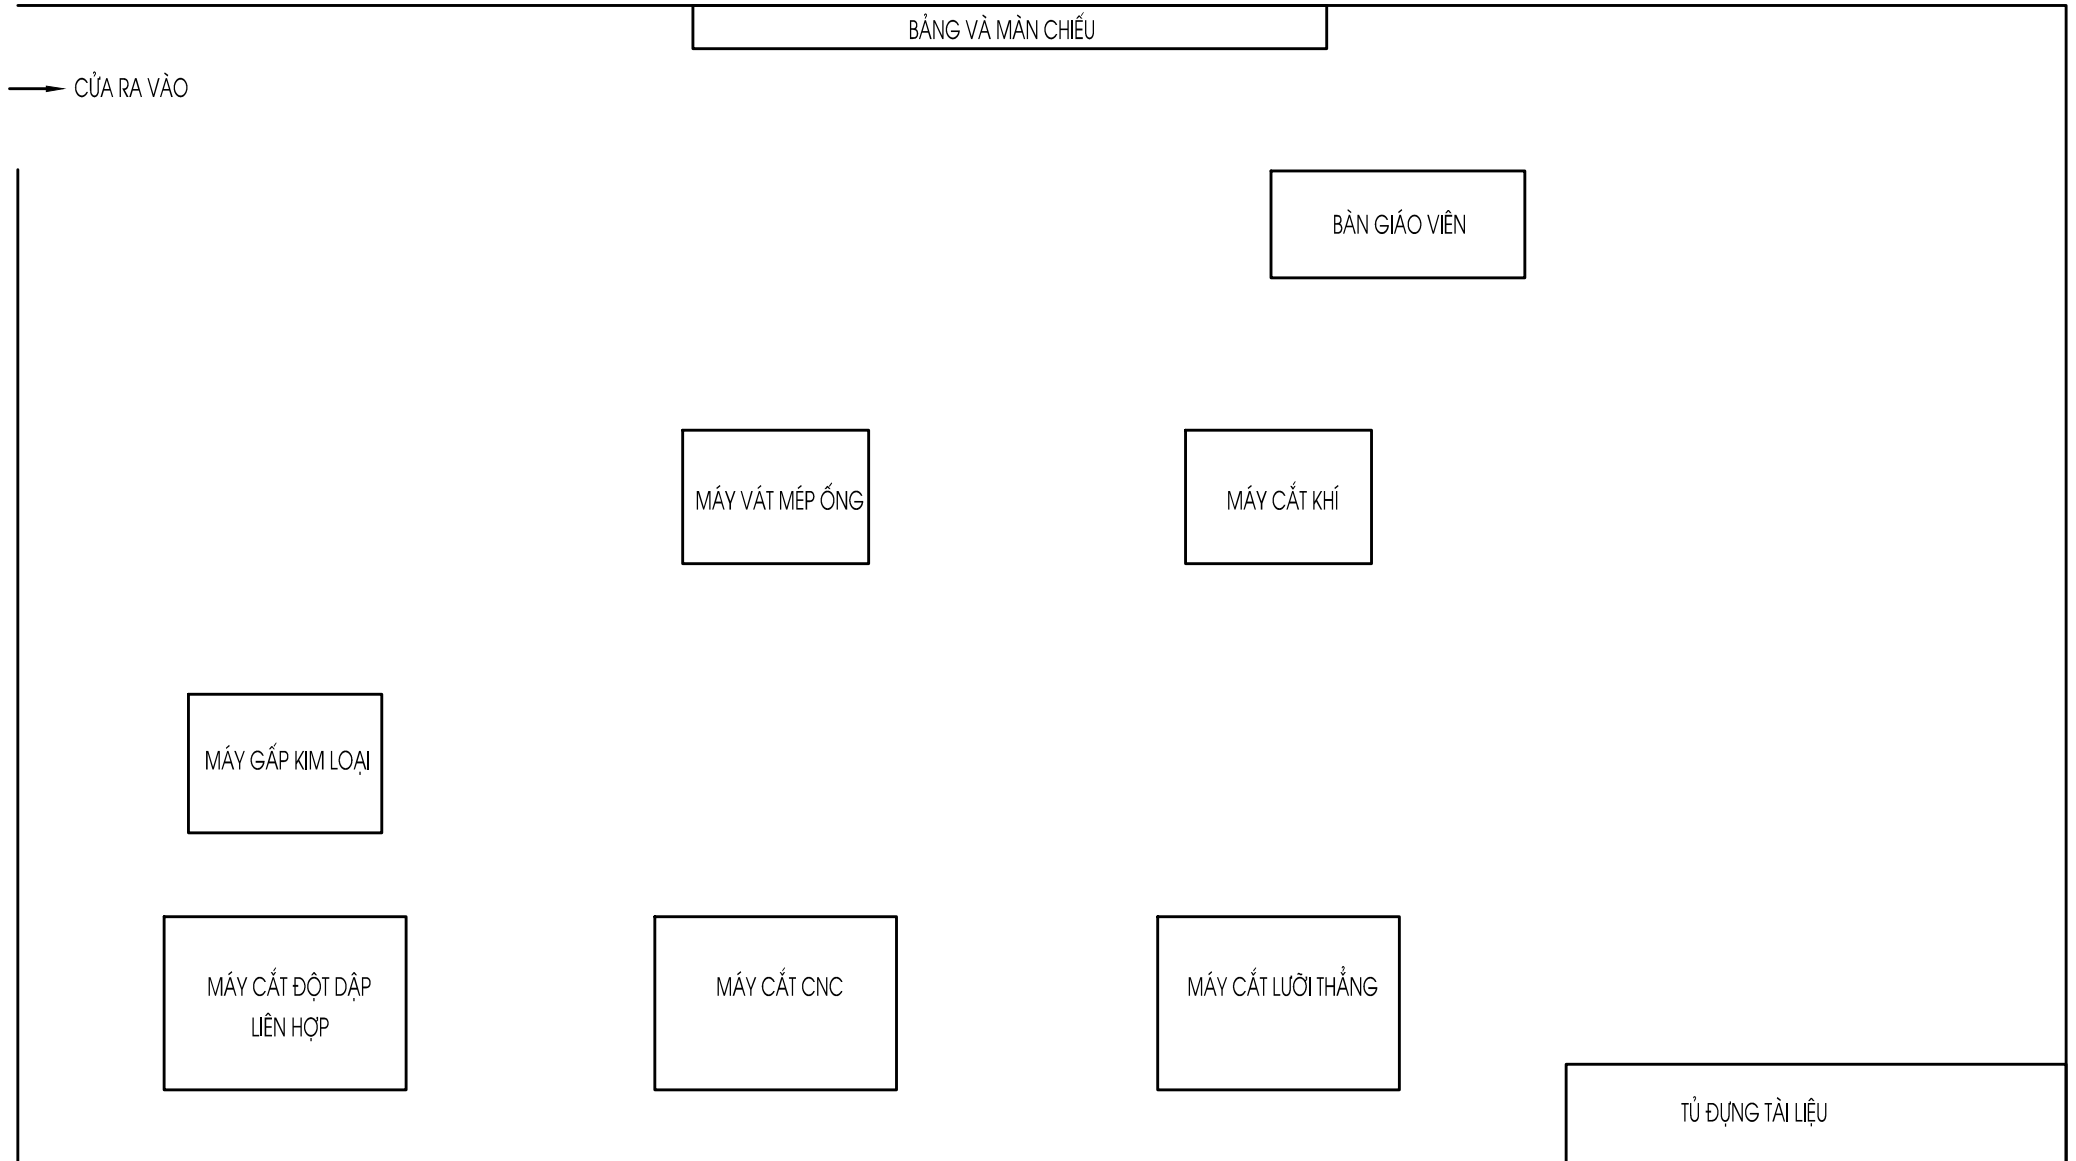 BẢNG VÀ MÀN CHIẾU
CỬA RA VÀO
BÀN GIÁO VIÊN
MÁY VÁT MÉP ỐNG
MÁY CẮT KHÍ
MÁY GẤP KIM LOẠI
MÁY CẮT ĐỘT DẬP
LIÊN HỢP
MÁY CẮT CNC
MÁY CẮT LƯỠI THẲNG
TỦ ĐỰNG TÀI LIỆU